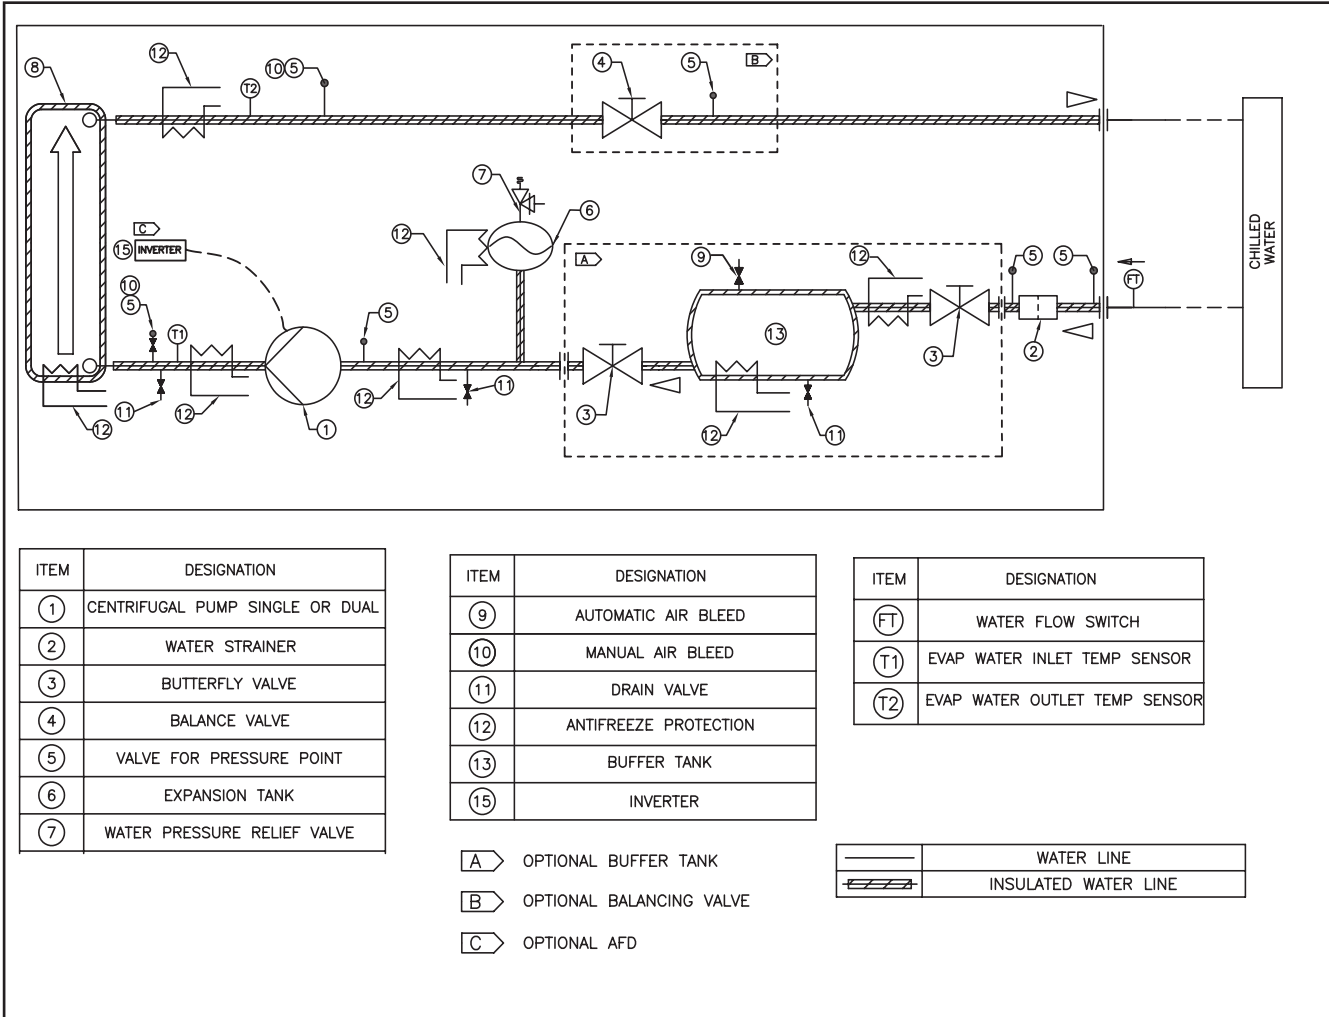 12
8
T2
10 5
4
5
B
7
6
C
15 INVERTER
12
A
9
12
5
5
FT
CHILLED
WATER
10
5
T1
5
13
3
2
12
11
12
1
12
11
3
12
11
ITEM DESIGNATION
1 CENTRIFUGAL PUMP SINGLE OR DUAL
2 WATER STRAINER
3 BUTTERFLY VALVE
4 BALANCE VALVE
5 VALVE FOR PRESSURE POINT
6 EXPANSION TANK
7 WATER PRESSURE RELIEF VALVE
ITEM DESIGNATION
9 AUTOMATIC AIR BLEED
10 MANUAL AIR BLEED
11 DRAIN VALVE
12 ANTIFREEZE PROTECTION
13 BUFFER TANK
15 INVERTER
ITEM DESIGNATION
FT WATER FLOW SWITCH
T1 EVAP WATER INLET TEMP SENSOR
T2 EVAP WATER OUTLET TEMP SENSOR
A OPTIONAL BUFFER TANK
B OPTIONAL BALANCING VALVE
C OPTIONAL AFD
WATER LINE
INSULATED WATER LINE